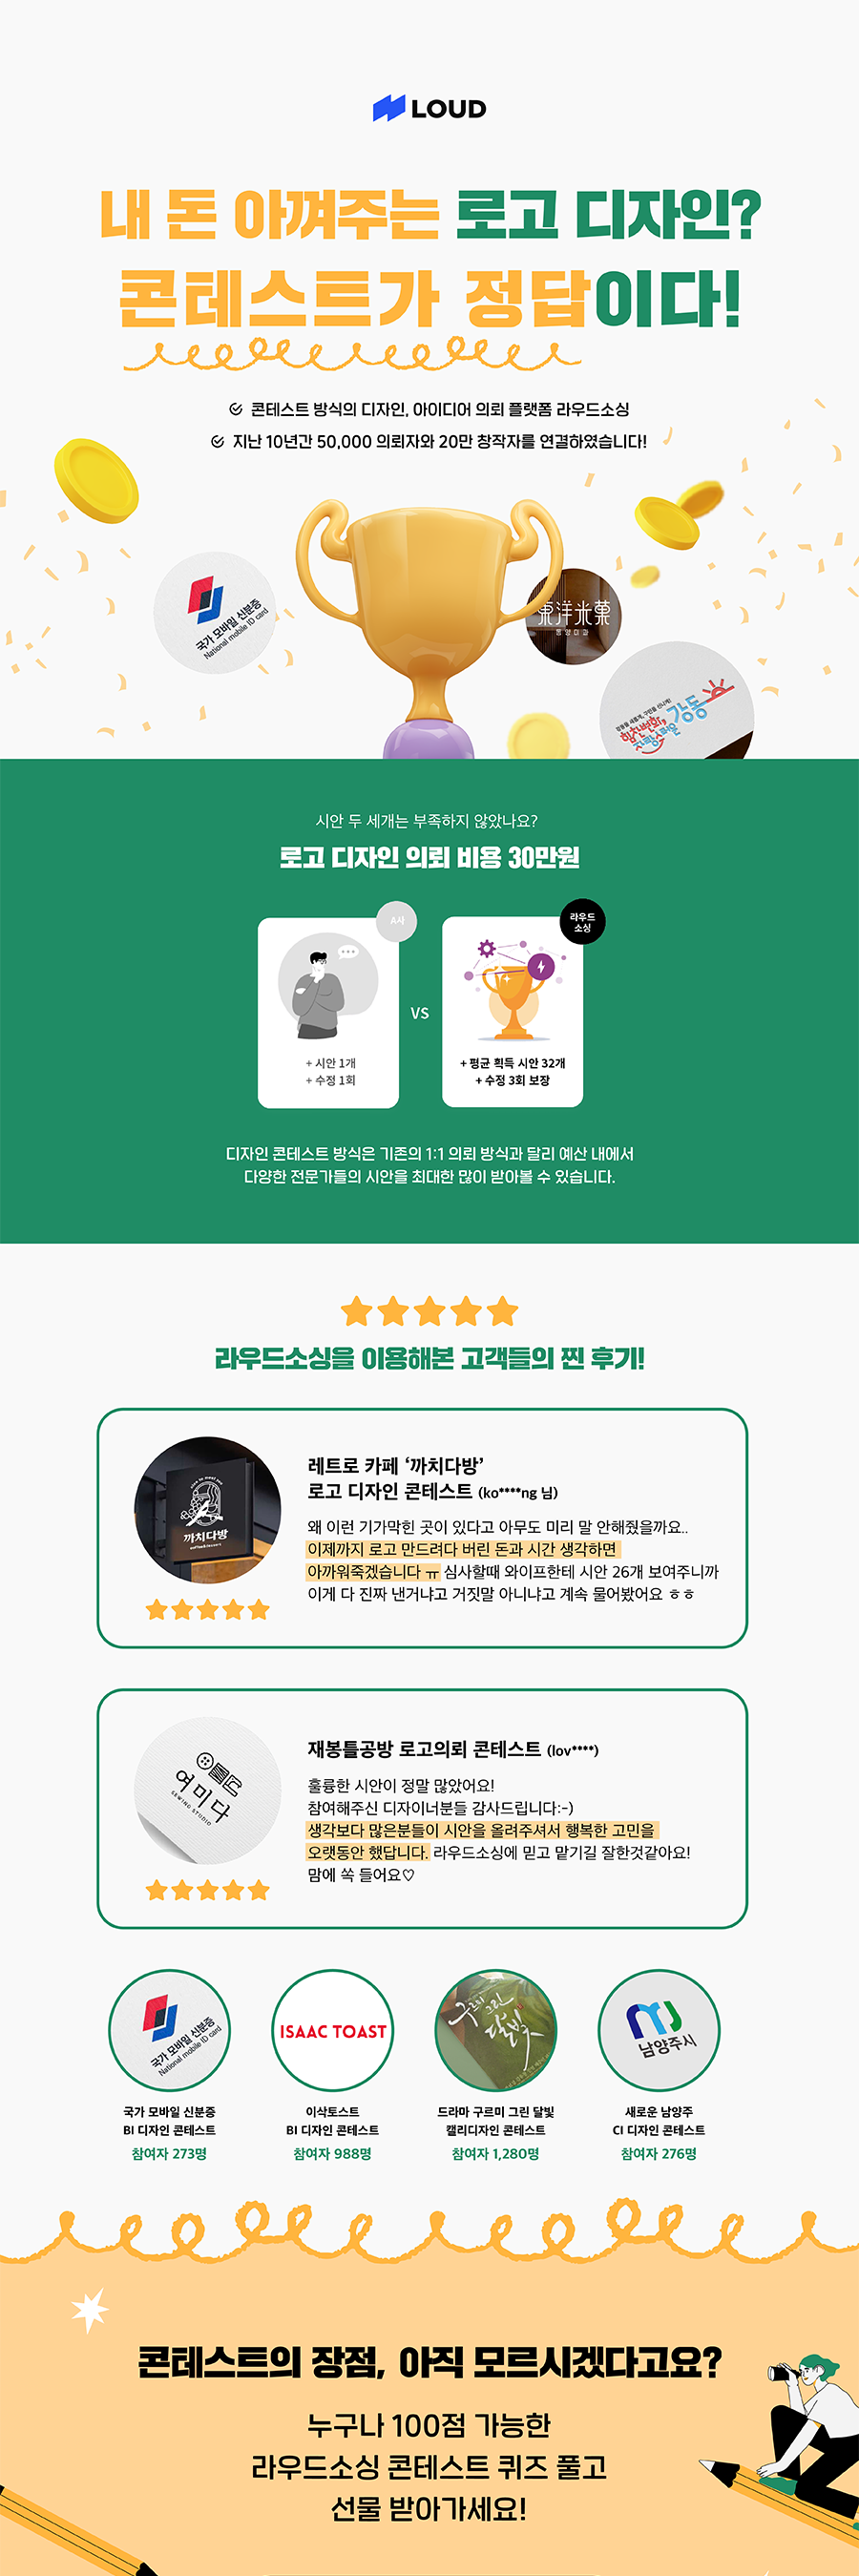 LOUD
내 돈 아껴주는 로고 디자인?
콘테스트가 정답이다!
콘테스트 방식의 디자인, 아이디어 의뢰 플랫폼 라우드소싱
지난 10년간 50,000 의뢰자와 20만 창작자를 연결하였습니다!
국가 모바일 신분증
National mobile ID card
東洋米菓
동양미과
힘찬변화,
자랑스러운
강동
시안 두 세개는 부족하지 않았나요?
로고 디자인 의뢰 비용 30만원
A사
라우드
소싱
+ 시안 1개
+ 수정 1회
VS
+ 평균 획득 시안 32개
+ 수정 3회 보장
디자인 콘테스트 방식은 기존의 1:1 의뢰 방식과 달리 예산 내에서
다양한 전문가들의 시안을 최대한 많이 받아볼 수 있습니다.
라우드소싱을 이용해본 고객들의 찐 후기!
까치다방
레트로 카페 ‘까치다방’
로고 디자인 콘테스트 (ko****ng 님)
왜 이런 기가막힌 곳이 있다고 아무도 미리 말 안해줬을까요..
이제까지 로고 만드려다 버린 돈과 시간 생각하면
아까워죽겠습니다 ㅠ 심사할때 와이프한테 시안 26개 보여주니까
이게 다 진짜 낸거냐고 거짓말 아니냐고 계속 물어봤어요 ㅎㅎ
여미다
SEWING STUDIO
재봉틀공방 로고의뢰 콘테스트 (lov****)
훌륭한 시안이 정말 많았어요!
참여해주신 디자이너분들 감사드립니다:-)
생각보다 많은분들이 시안을 올려주셔서 행복한 고민을
오랫동안 했답니다. 라우드소싱에 믿고 맡기길 잘한것같아요!
맘에 쏙 들어요♡
국가 모바일 신분증
National mobile ID card
ISAAC TOAST
구르미 그린
달빛
남양주시
국가 모바일 신분증
BI 디자인 콘테스트
참여자 273명
이삭토스트
BI 디자인 콘테스트
참여자 988명
드라마 구르미 그린 달빛
캘리디자인 콘테스트
참여자 1,280명
새로운 남양주
CI 디자인 콘테스트
참여자 276명
콘테스트의 장점, 아직 모르시겠다고요?
누구나 100점 가능한
라우드소싱 콘테스트 퀴즈 풀고
선물 받아가세요!